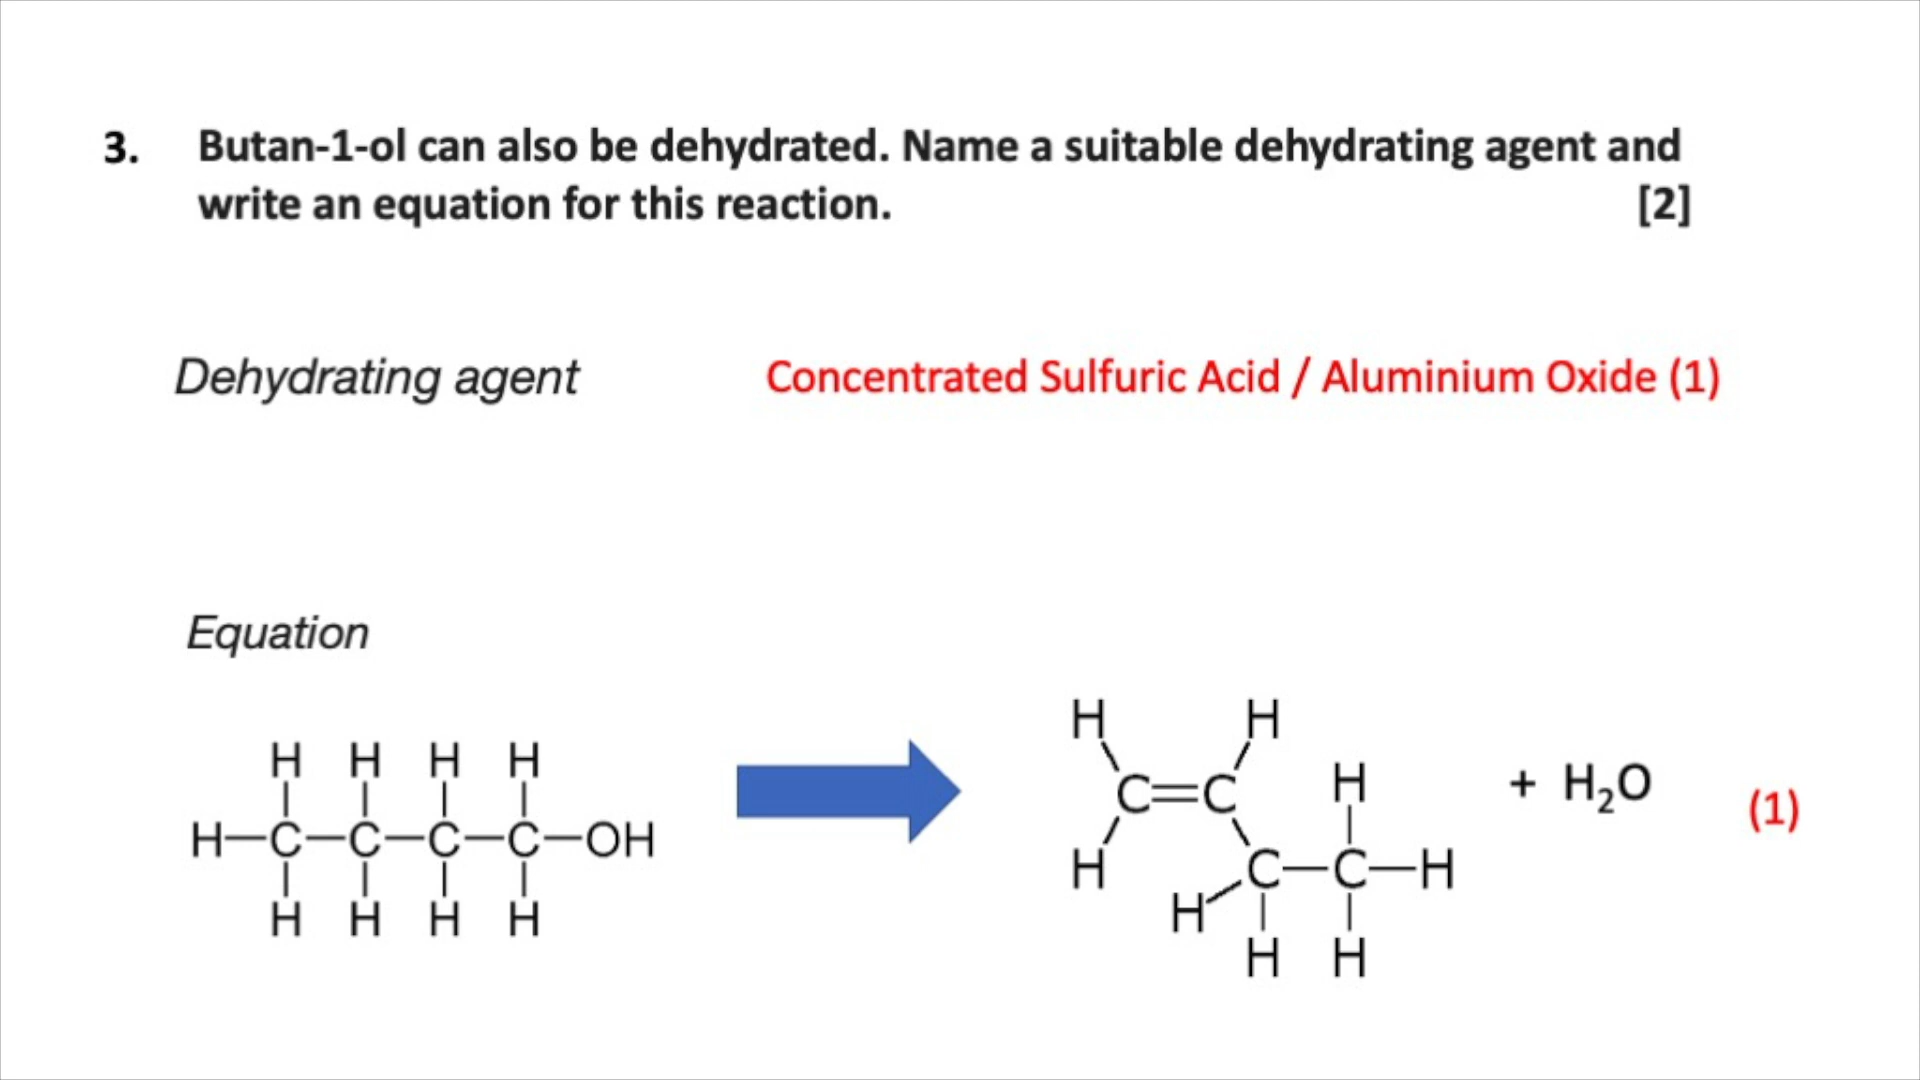 3. Butan-1-ol can also be dehydrated. Name a suitable dehydrating agent and
write an equation for this reaction. [2]
Dehydrating agent Concentrated Sulfuric Acid / Aluminium Oxide (1)
Equation
H H
H H H H H
C=C + H₂O (1)
H-C-C-C-C-OH
H C-C-H
H
H H H H
H H